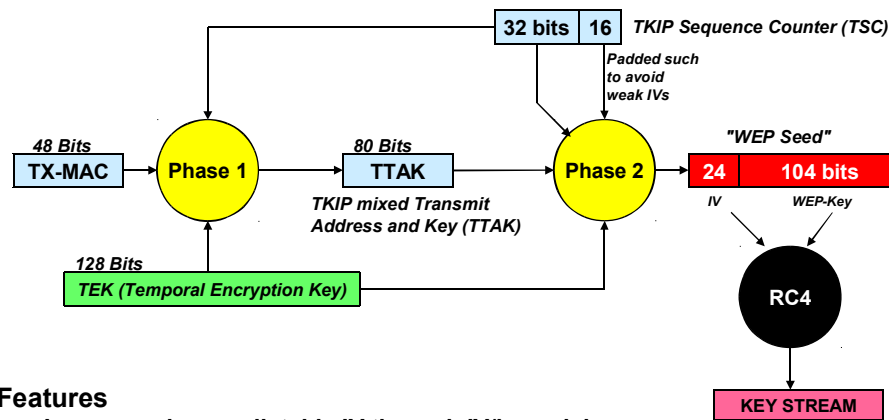 32 bits 16 TKIP Sequence Counter (TSC)
Padded such
to avoid
weak IVs
48 Bits
TX-MAC
Phase 1
80 Bits
TTAK
TKIP mixed Transmit
Address and Key (TTAK)
Phase 2
"WEP Seed"
24 104 bits
IV WEP-Key
128 Bits
TEK (Temporal Encryption Key)
RC4
KEY STREAM
Features